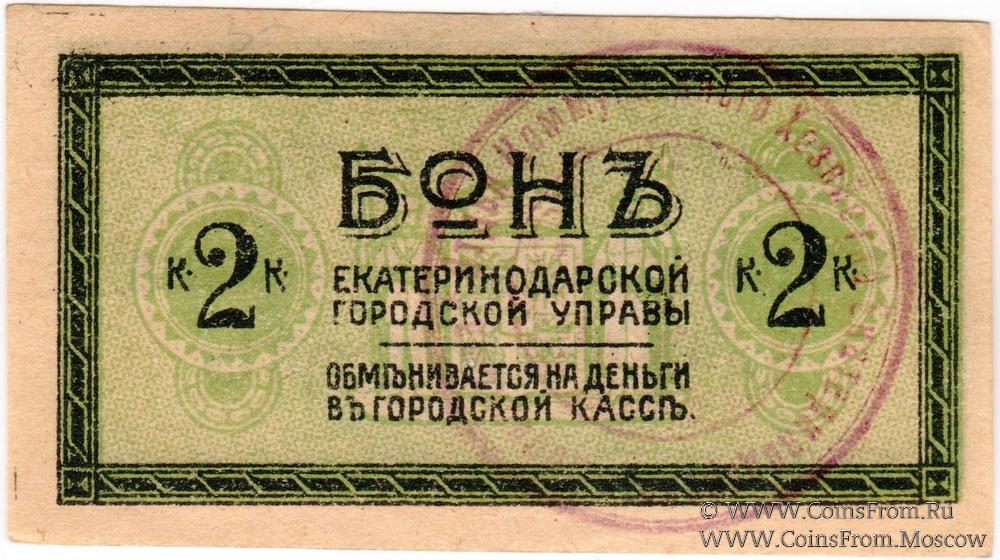 БОНЪ
К. 2 К.
ЕКАТЕРИНОДАРСКОЙ
ГОРОДСКОЙ УПРАВЫ
К. 2 К.
ОБМѢНИВАЕТСЯ НА ДЕНЬГИ
ВЪ ГОРОДСКОЙ КАССѢ.
© WWW.CoinsFrom.Ru
WWW.CoinsFrom.Moscow